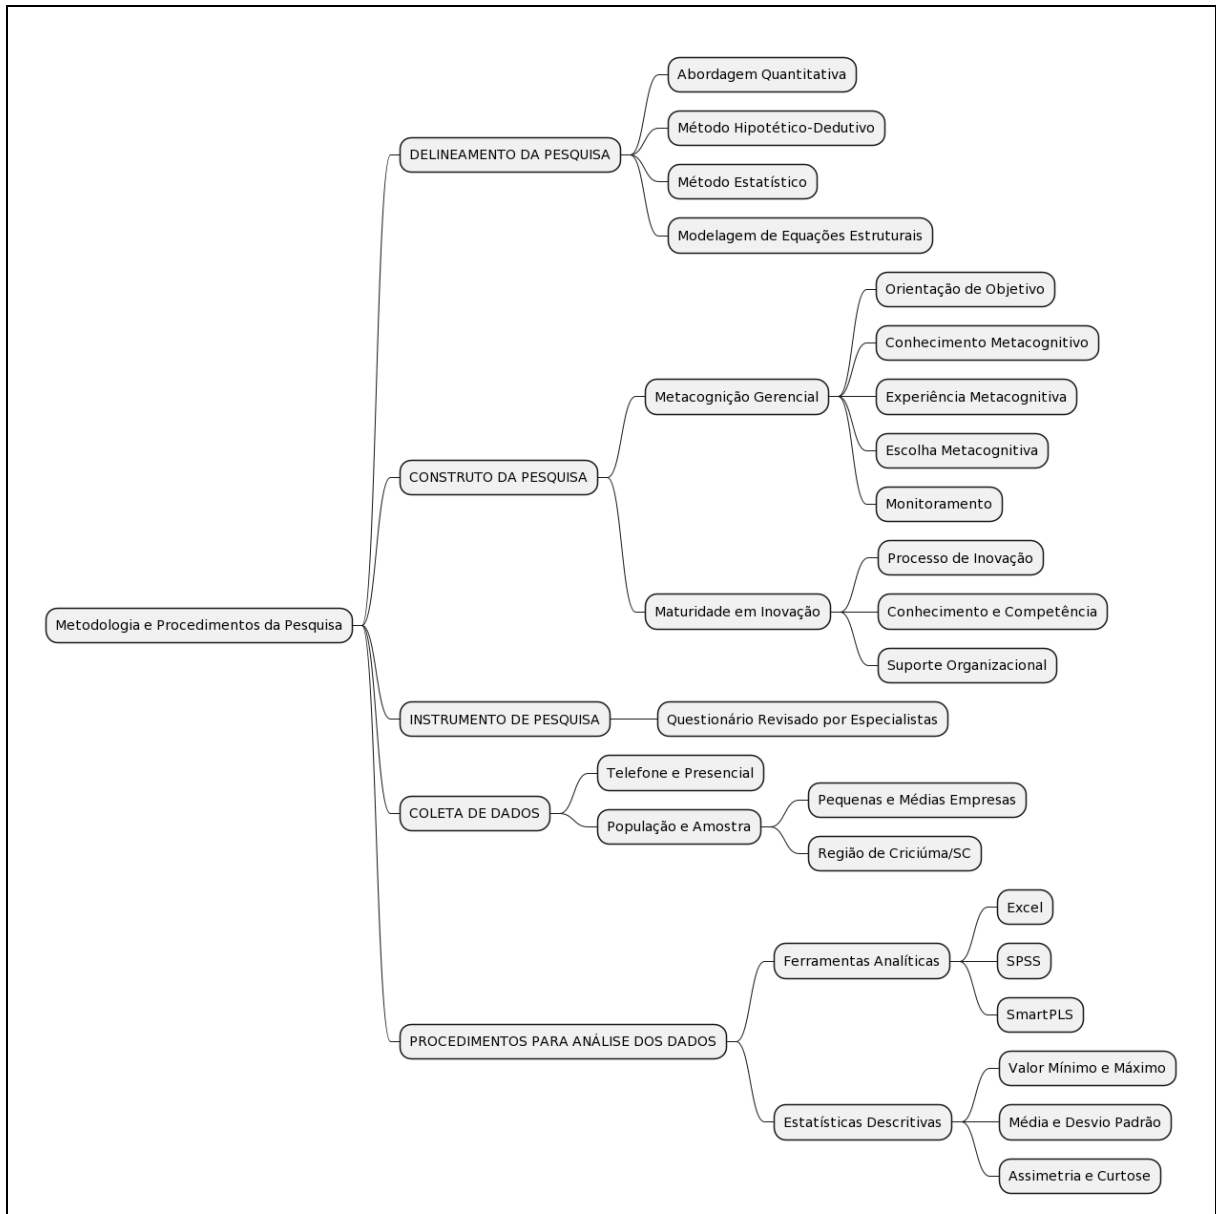 Metodologia e Procedimentos da Pesquisa
DELINEAMENTO DA PESQUISA
Abordagem Quantitativa
Método Hipotético-Dedutivo
Método Estatístico
Modelagem de Equações Estruturais
CONSTRUTO DA PESQUISA
Metacognição Gerencial
Orientação de Objetivo
Conhecimento Metacognitivo
Experiência Metacognitiva
Escolha Metacognitiva
Monitoramento
Maturidade em Inovação
Processo de Inovação
Conhecimento e Competência
Suporte Organizacional
INSTRUMENTO DE PESQUISA
Questionário Revisado por Especialistas
COLETA DE DADOS
Telefone e Presencial
População e Amostra
Pequenas e Médias Empresas
Região de Criciúma/SC
PROCEDIMENTOS PARA ANÁLISE DOS DADOS
Ferramentas Analíticas
Excel
SPSS
SmartPLS
Estatísticas Descritivas
Valor Mínimo e Máximo
Média e Desvio Padrão
Assimetria e Curtose